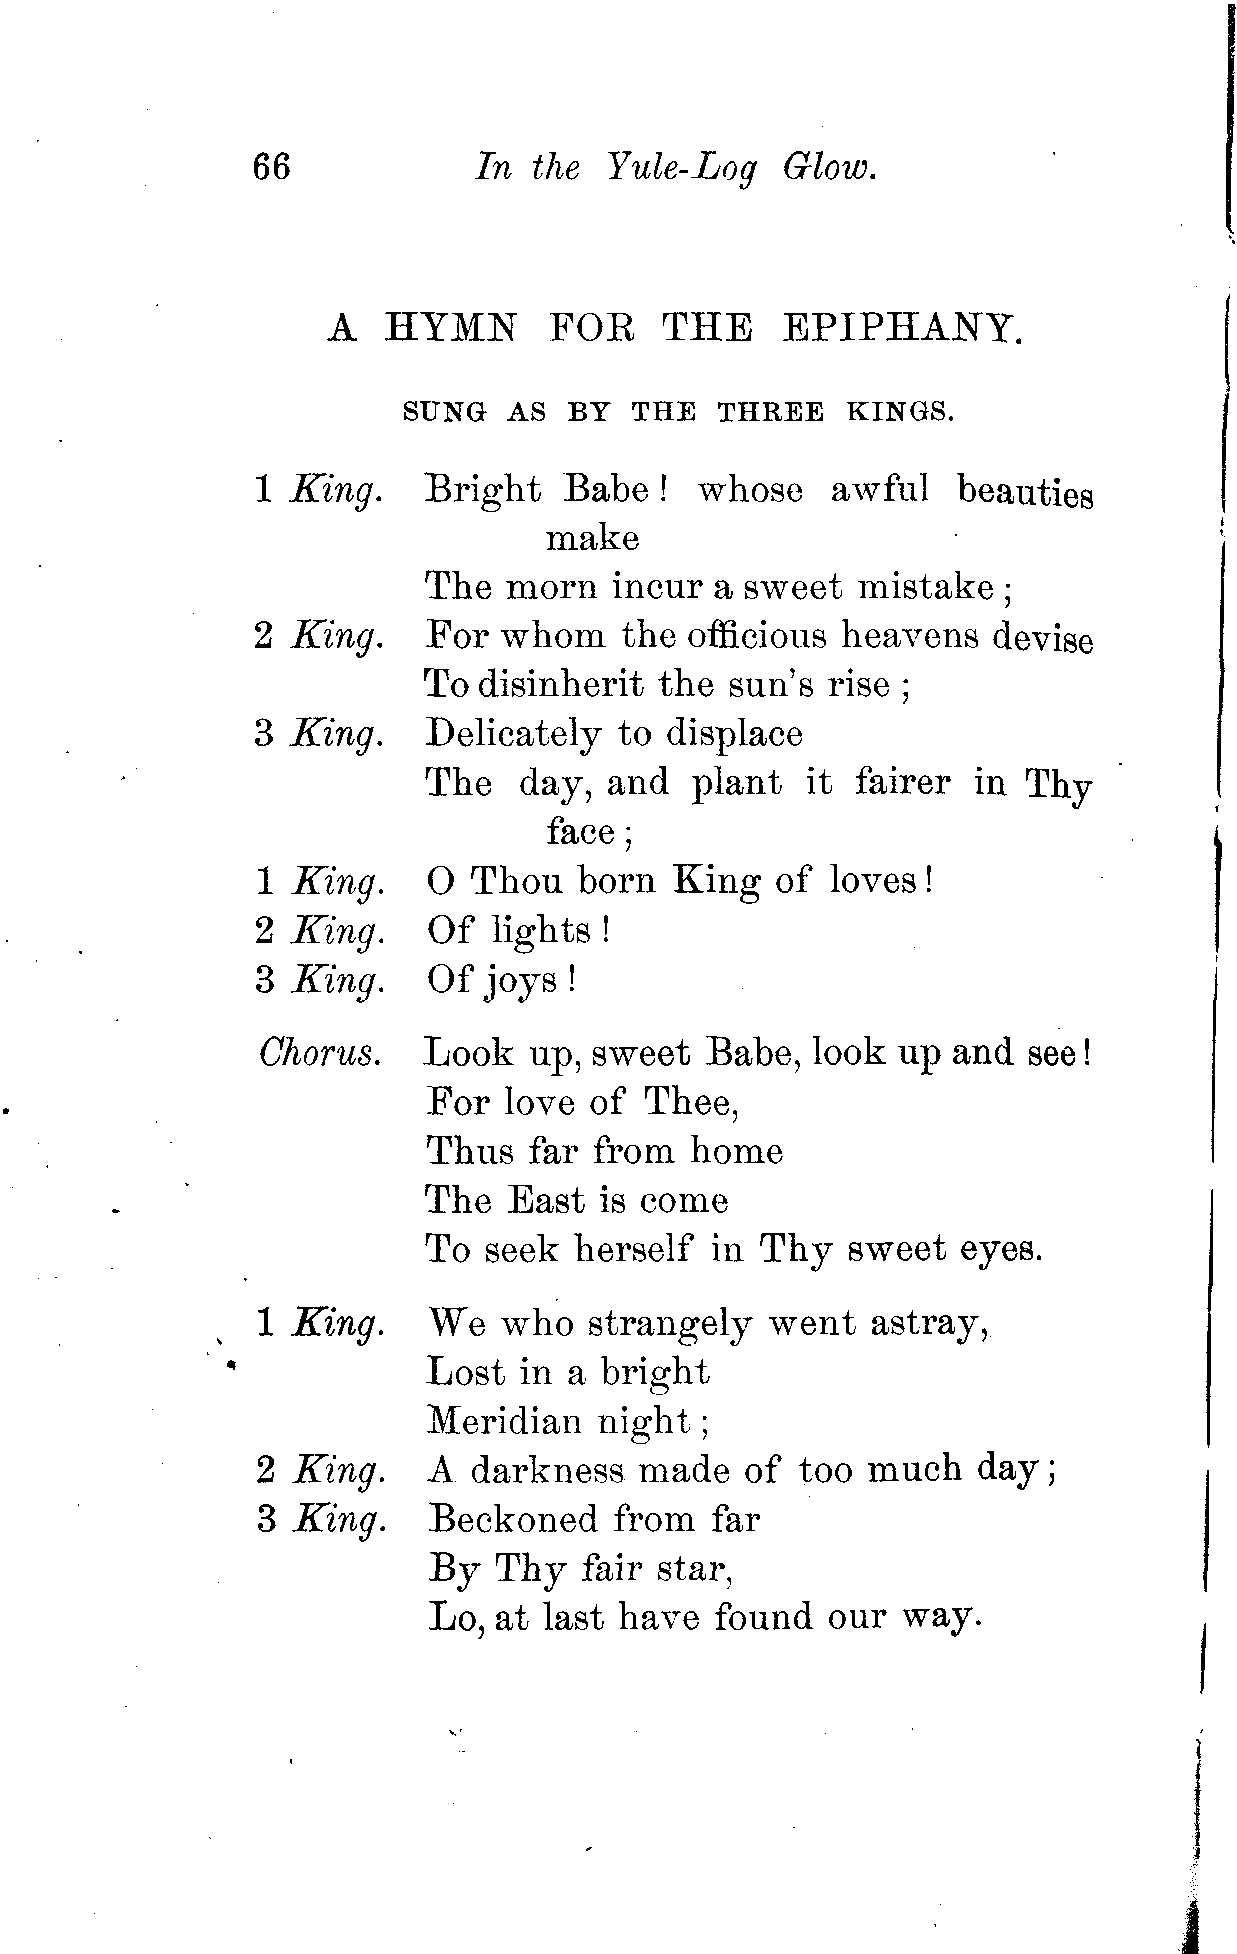 66 In the Yule-Log Glow.
A HYMN FOR THE EPIPHANY.
SUNG AS BY THE THREE KINGS.
1 King. Bright Babe! whose awful beauties
make
The morn incur a sweet mistake;
2 King. For whom the officious heavens devise
To disinherit the sun's rise;
3 King. Delicately to displace
The day, and plant it fairer in Thy
face;
1 King. O Thou born King of loves!
2 King. Of lights!
3 King. Of joys!
Chorus. Look up, sweet Babe, look up and see!
For love of Thee,
Thus far from home
The East is come
To seek herself in Thy sweet eyes.
1 King. We who strangely went astray,
Lost in a bright
Meridian night;
2 King. A darkness made of too much day;
3 King. Beckoned from far
By Thy fair star,
Lo, at last have found our way.